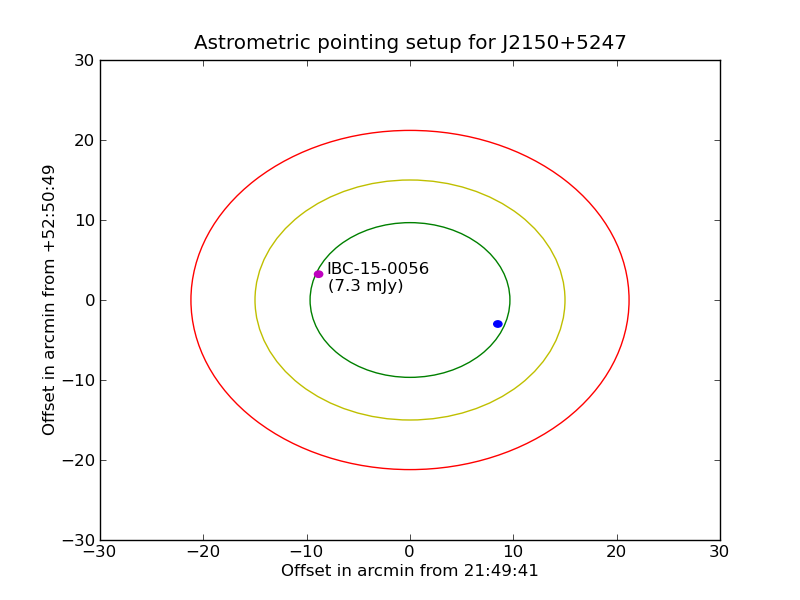 Astrometric pointing setup for J2150+5247
30
20
10
0
−10
−20
−30
Offset in arcmin from +52:50:49
IBC-15-0056
(7.3 mJy)
−30
−20
−10
0
10
20
30
Offset in arcmin from 21:49:41